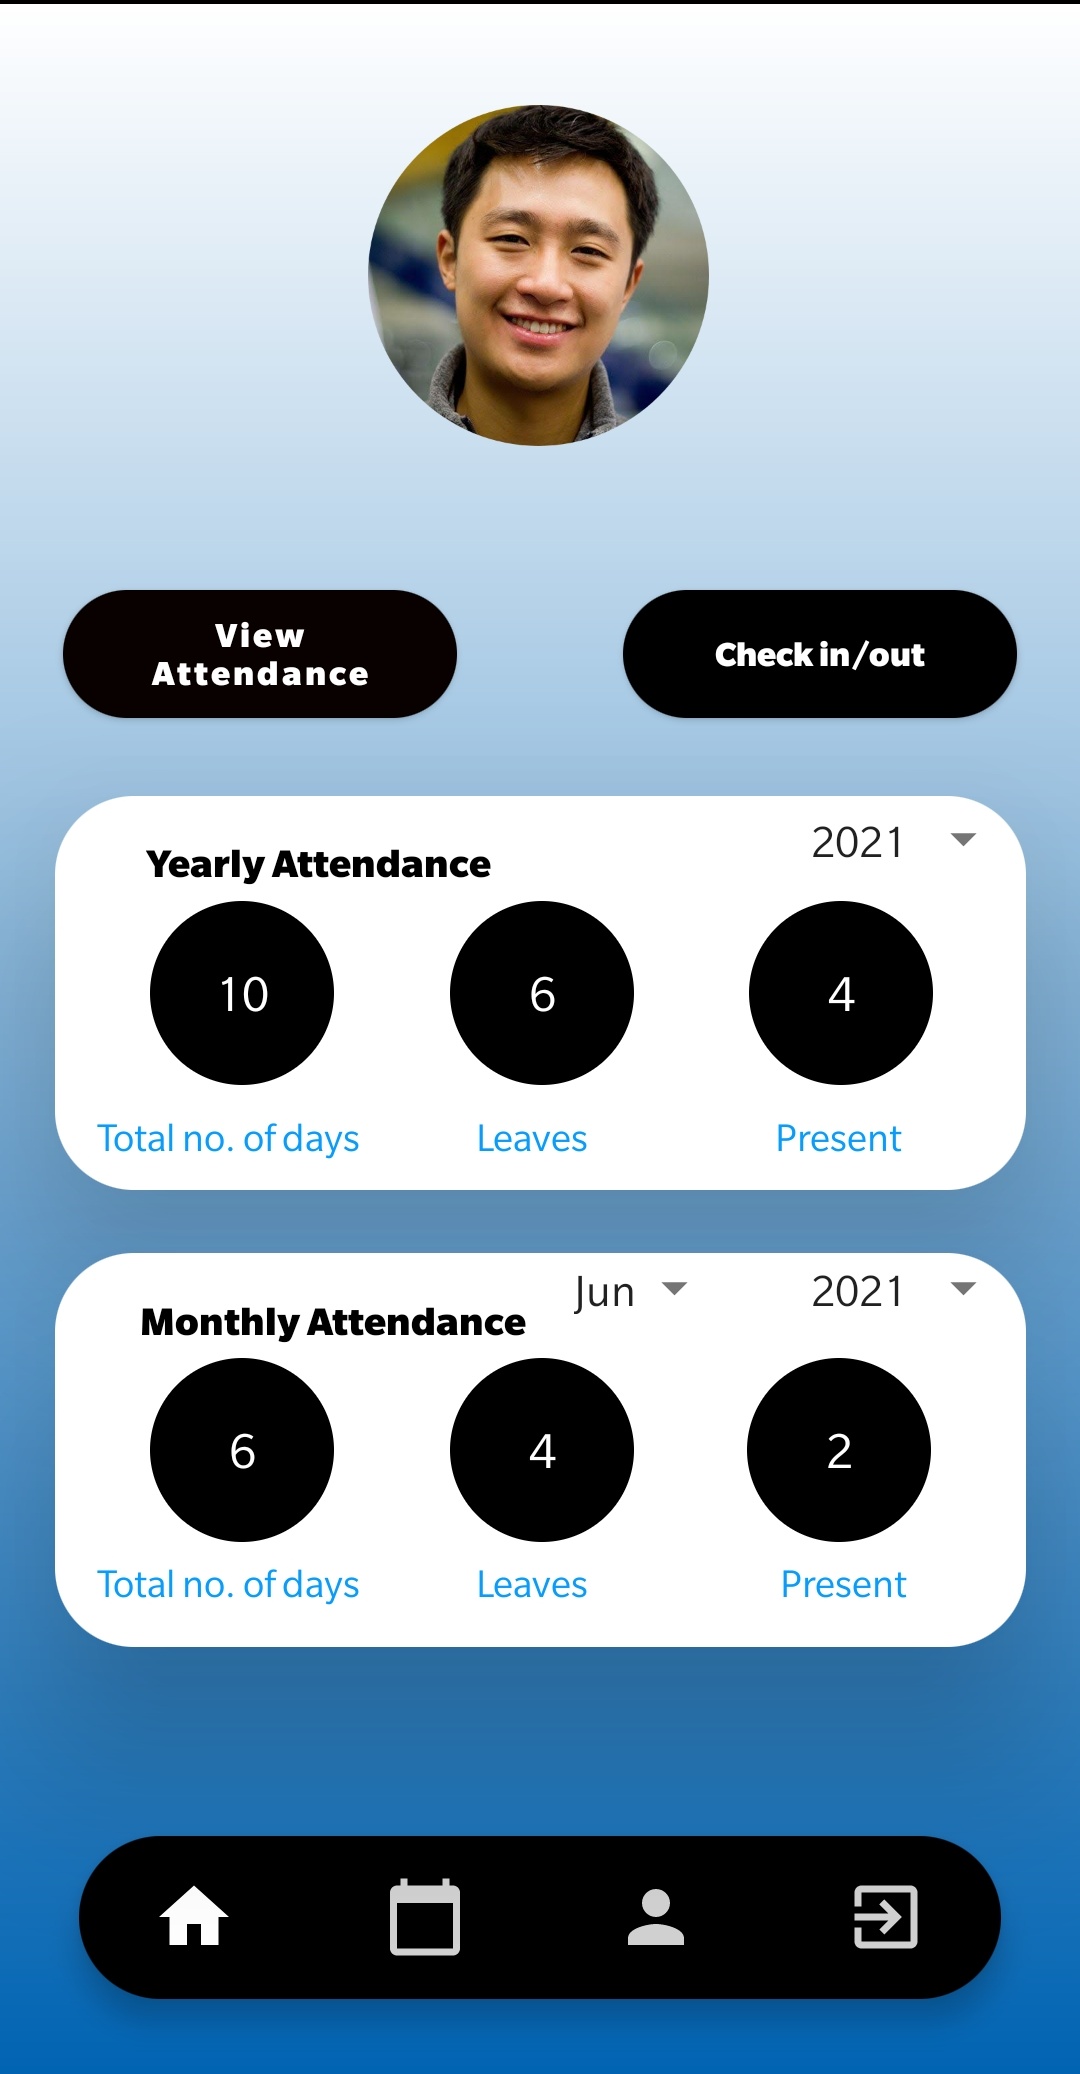 View
Attendance
Check in/out
Yearly Attendance
2021
10
6
4
Total no. of days
Leaves
Present
Monthly Attendance
Jun
2021
6
4
2
Total no. of days
Leaves
Present